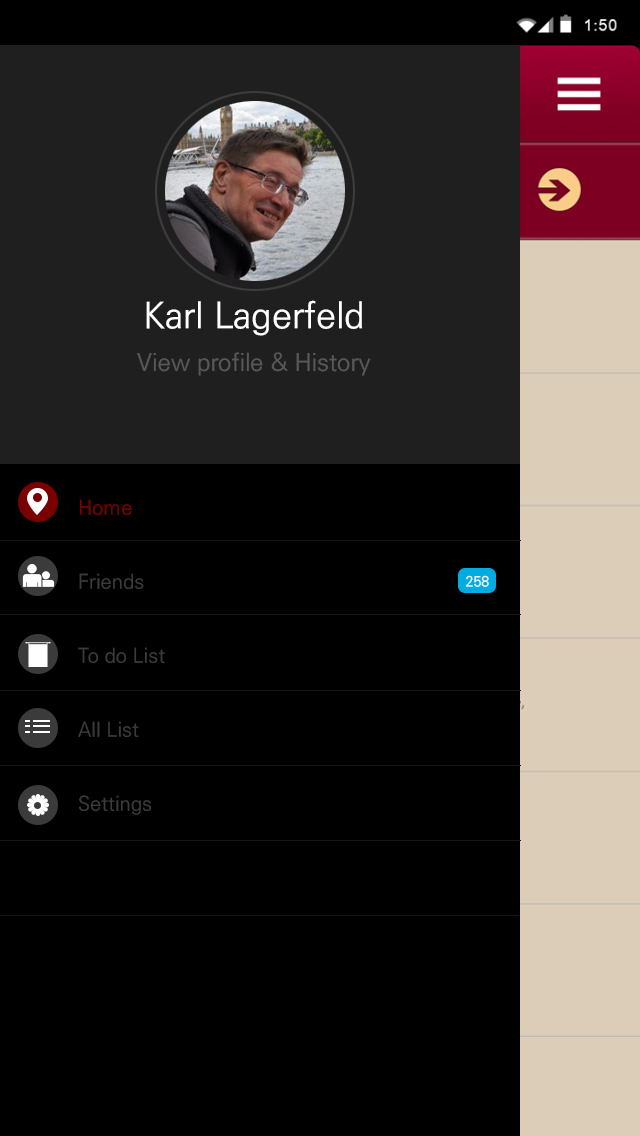 1:50
Karl Lagerfeld
View profile & History
Home
Friends
258
To do List
All List
Settings